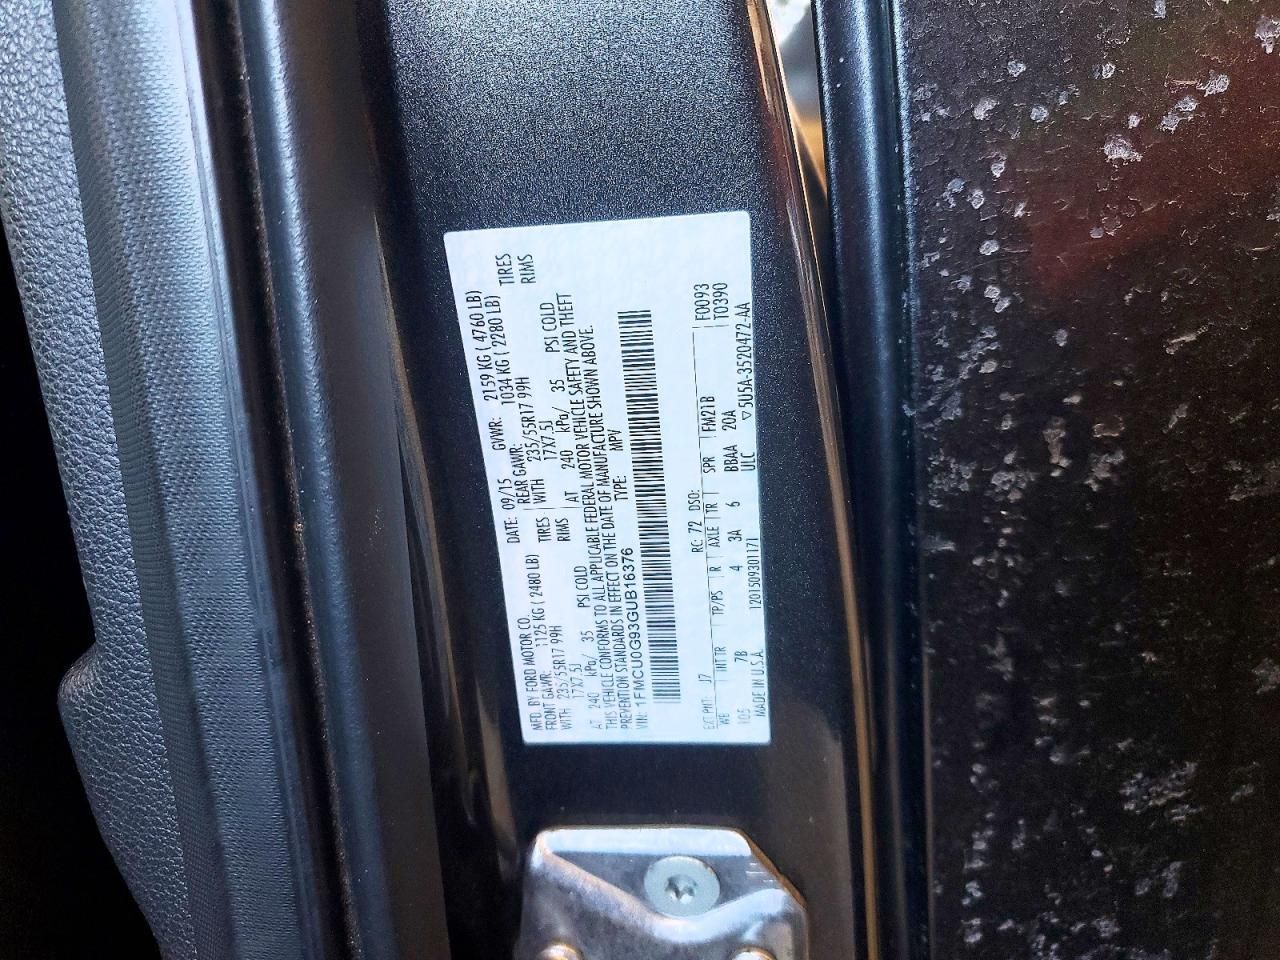 MFD. BY FORD MOTOR CO. DATE: 09/15 GVWR: 2159 KG ( 4760 LB)
FRONT GAWR: 1125 KG ( 2480 LB) REAR GAWR: 1034 KG ( 2280 LB)
WITH 235/55R17 99H TIRES WITH 235/55R17 99H TIRES
17X7.5J RIMS 17X7.5J RIMS
AT 240 kPa/ 35 PSI COLD AT 240 kPa/ 35 PSI COLD
THIS VEHICLE CONFORMS TO ALL APPLICABLE FEDERAL MOTOR VEHICLE SAFETY AND THEFT
PREVENTION STANDARDS IN EFFECT ON THE DATE OF MANUFACTURE SHOWN ABOVE.
VIN: 1FMCU0G93GUB16376 TYPE: MPV
F0093
EXT PNT: J7 RC: 72 DSO: T0390
WB INT TR TP/PS R AXLE TR SPR FM21B
105 7B 4 3A 6 BBAA 20A
MADE IN U.S.A. 120150930117I ULC ▽5U5A-3520472-AA